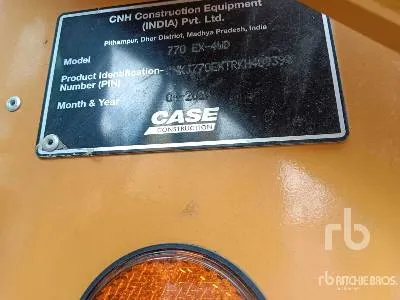 CNH Construction Equipment
(INDIA) Pvt. Ltd.
Pithampur, Dhar District, Madhya Pradesh, India
Model 770 EX-4WD
Product Identification-
Number (PIN)
Month & Year
CASE
CONSTRUCTION
rb
RITCHIE BROS